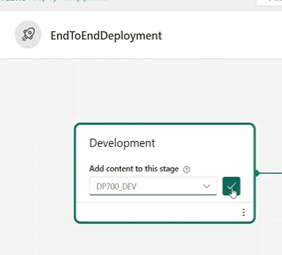 EndToEndDeployment
Development
Add content to this stage
DP700_DEV